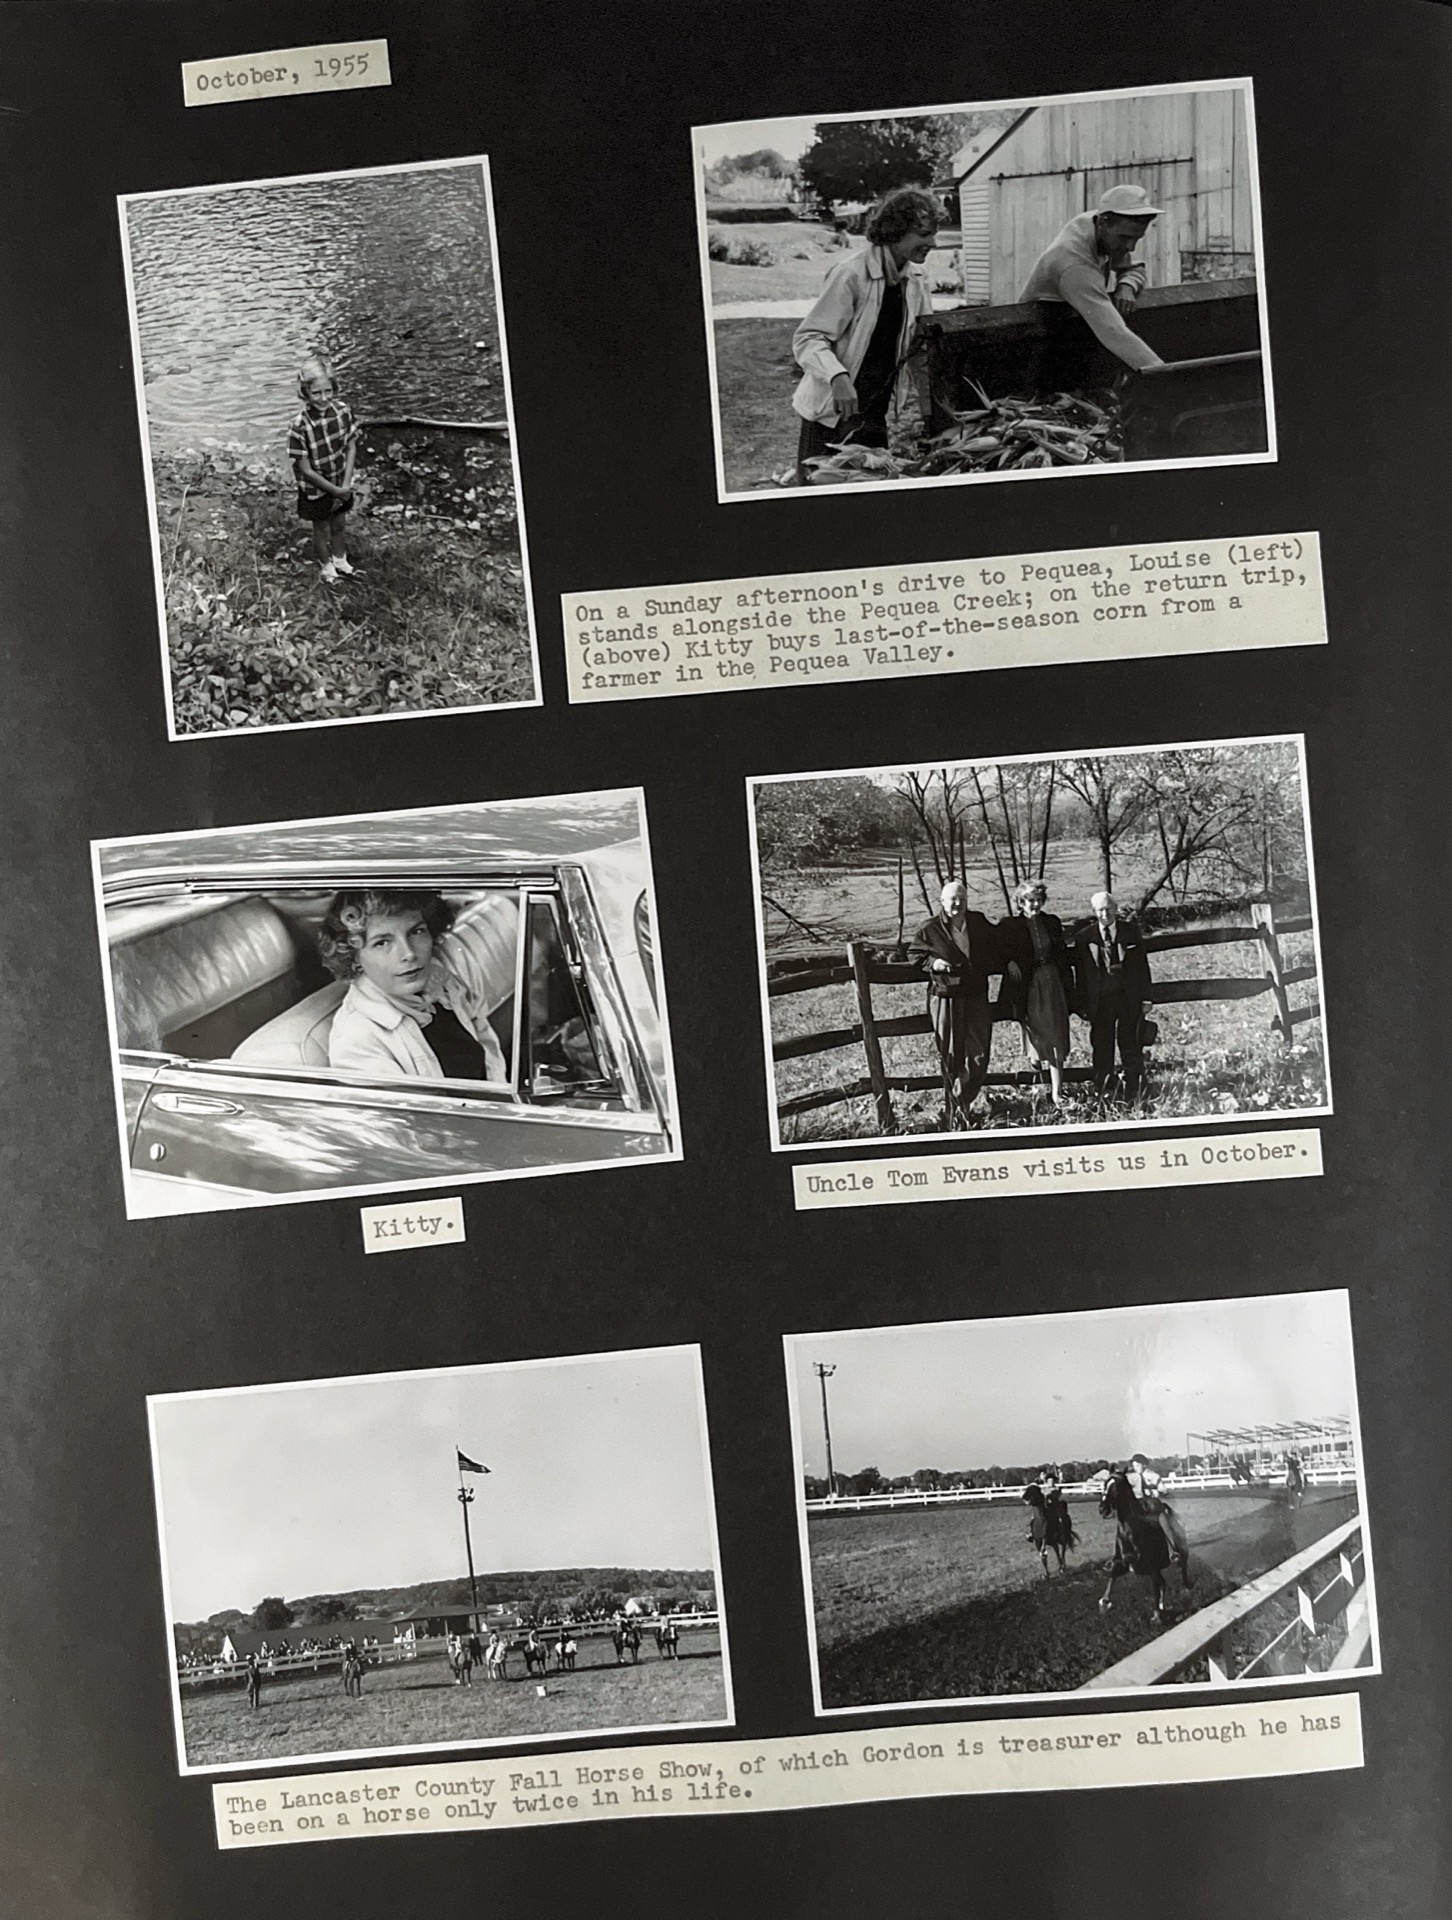 October, 1955
On a Sunday afternoon's drive to Pequea, Louise (left)
stands alongside the Pequea Creek; on the return trip,
(above) Kitty buys last-of-the-season corn from a
farmer in the Pequea Valley.
Kitty.
Uncle Tom Evans visits us in October.
The Lancaster County Fall Horse Show, of which Gordon is treasurer although he has
been on a horse only twice in his life.